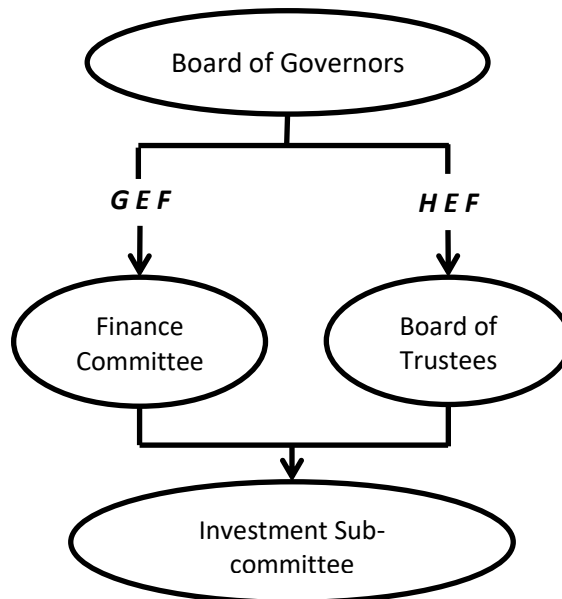 Board of Governors
G E F
H E F
Finance
Committee
Board of
Trustees
Investment Sub-
committee